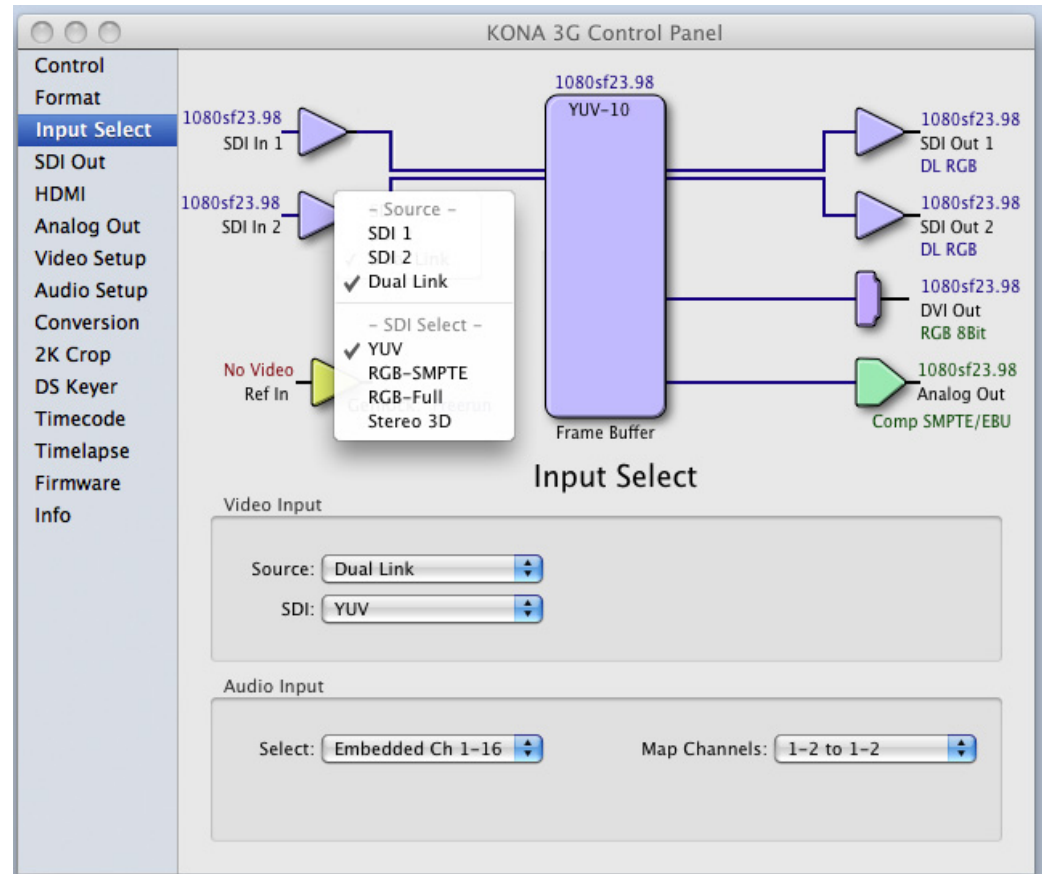 KONA 3G Control Panel
Control
Format
Input Select
SDI Out
HDMI
Analog Out
Video Setup
Audio Setup
Conversion
2K Crop
DS Keyer
Timecode
Timelapse
Firmware
Info
1080sf23.98
SDI In 1
1080sf23.98
SDI In 2
No Video
Ref In
- Source -
SDI 1
SDI 2
✓ Dual Link
- SDI Select -
✓ YUV
RGB-SMPTE
RGB-Full
Stereo 3D
1080sf23.98
YUV-10
Frame Buffer
1080sf23.98
SDI Out 1
DL RGB
1080sf23.98
SDI Out 2
DL RGB
1080sf23.98
DVI Out
RGB 8Bit
1080sf23.98
Analog Out
Comp SMPTE/EBU
Input Select
Video Input
Source: Dual Link
SDI: YUV
Audio Input
Select: Embedded Ch 1-16 Map Channels: 1-2 to 1-2